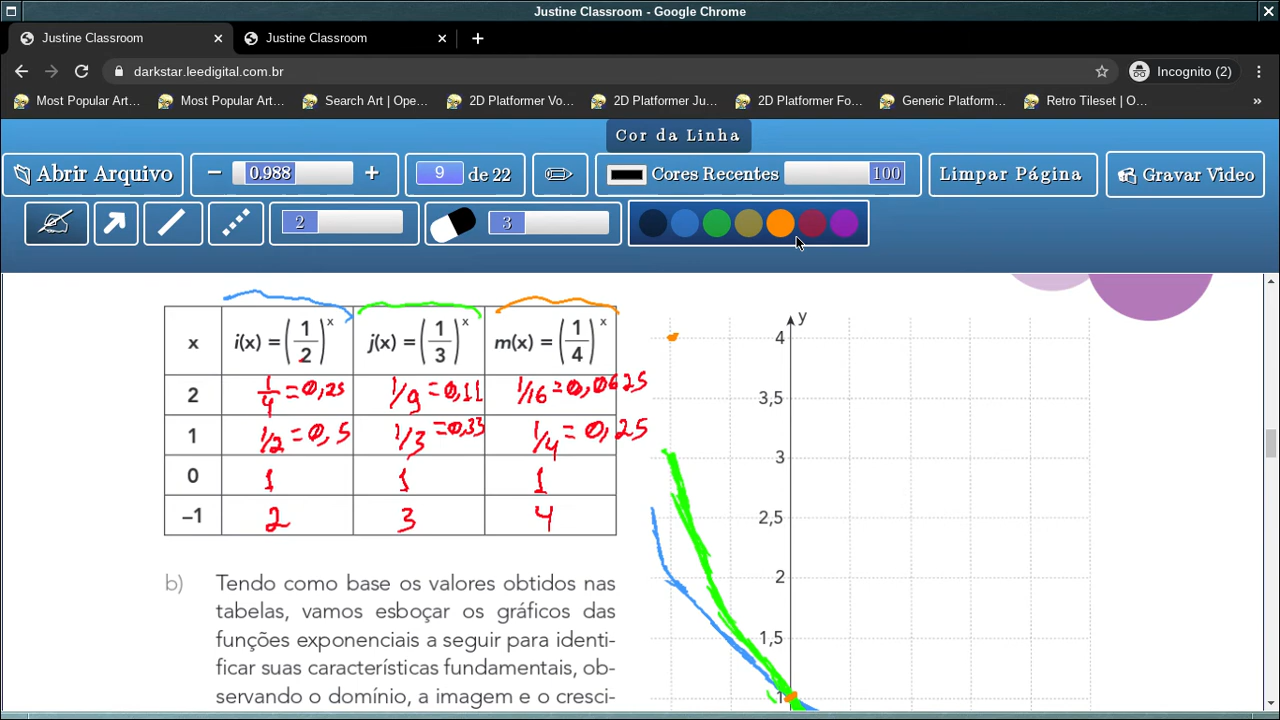 Justine Classroom - Google Chrome
Justine Classroom
Justine Classroom
darkstar.leedigital.com.br
Incognito (2)
Most Popular Art...
Most Popular Art...
Search Art | Ope...
2D Platformer Vo...
2D Platformer Ju...
2D Platformer Fo...
Generic Platform...
Retro Tileset | O...
»
Cor da Linha
Abrir Arquivo
− 0.988 +
9 de 22
Cores Recentes 100
Limpar Página
Gravar Video
2
3
x i(x) = (1/2)^x j(x) = (1/3)^x m(x) = (1/4)^x
2 1/4 = 0,25 1/9 = 0,11 1/16 = 0,0625
1 1/2 = 0,5 1/3 = 0,33 1/4 = 0,25
0 1 1 1
−1 2 3 4
b) Tendo como base os valores obtidos nas
tabelas, vamos esboçar os gráficos das
funções exponenciais a seguir para identi-
ficar suas características fundamentais, ob-
servando o domínio, a imagem e o cresci-
y
4
3,5
3
2,5
2
1,5
1